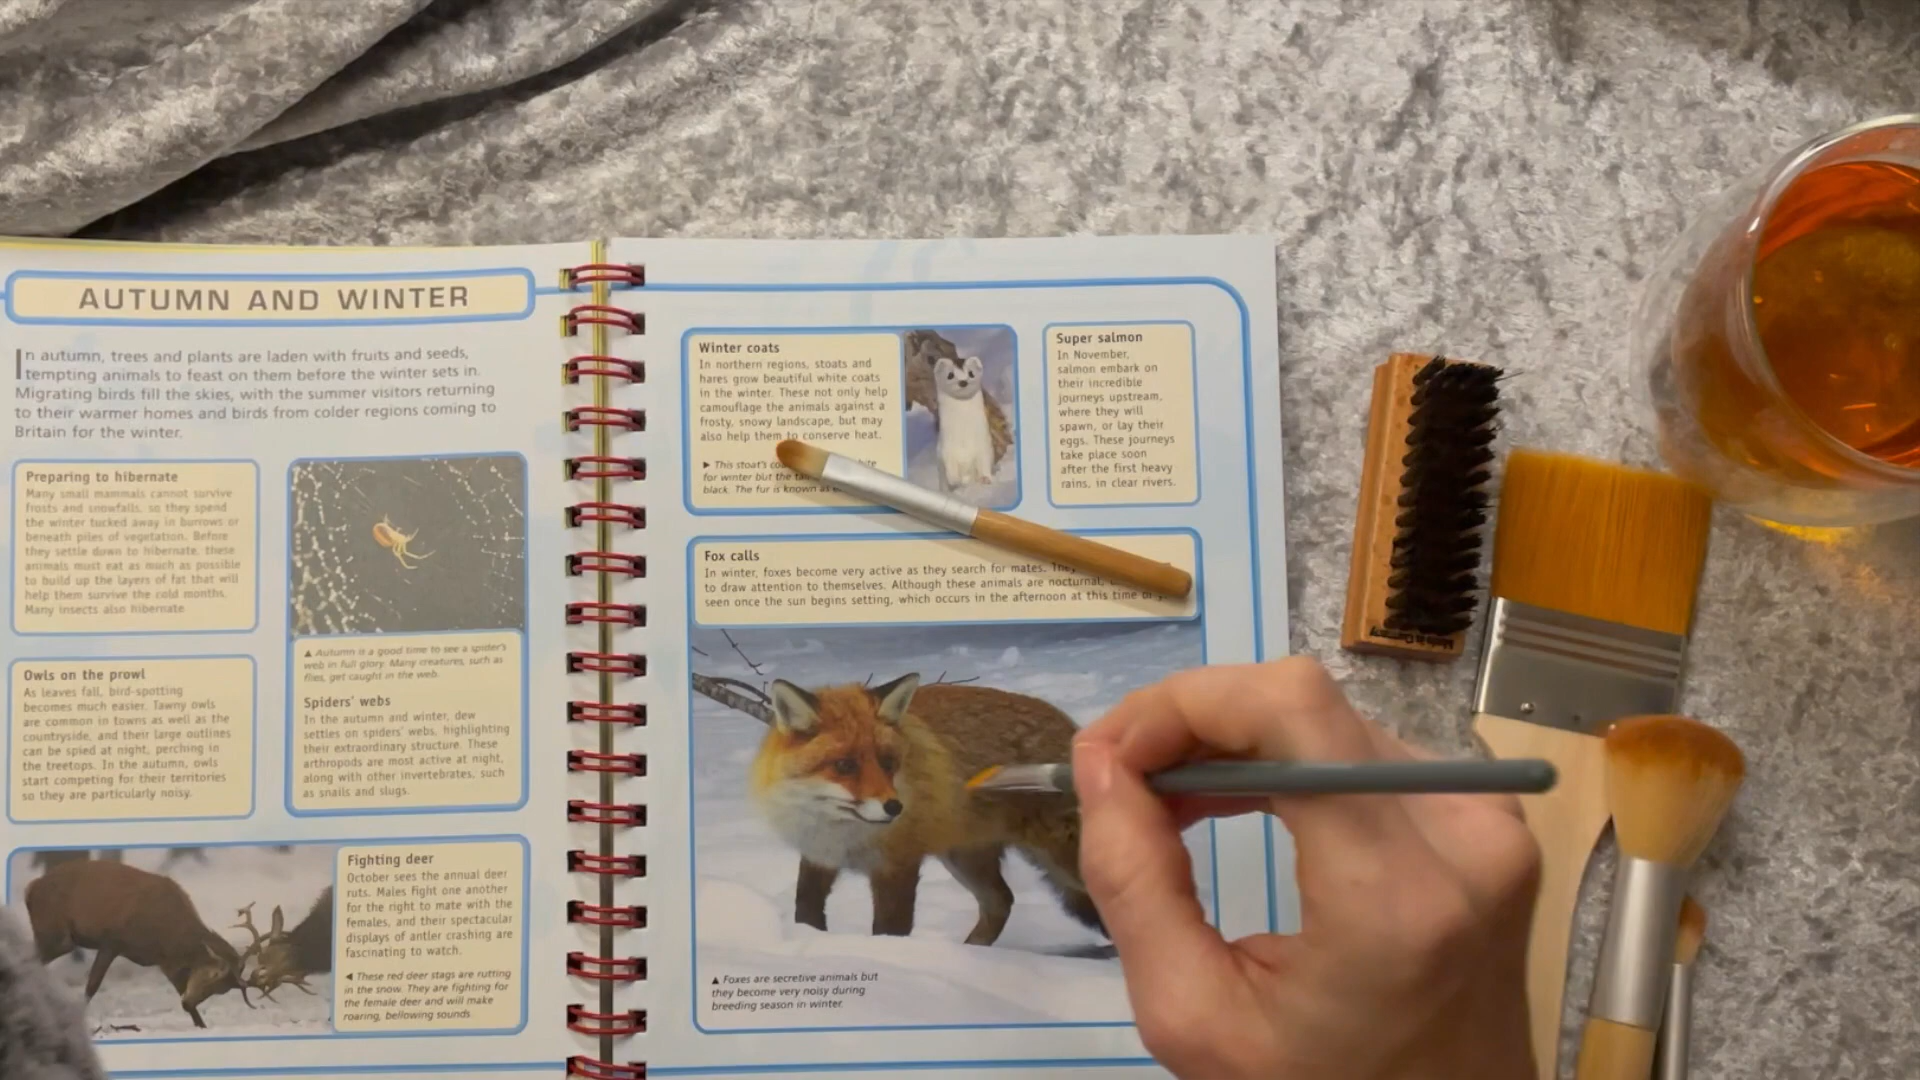 AUTUMN AND WINTER
In autumn, trees and plants are laden with fruits and seeds,
tempting animals to feast on them before the winter sets in.
Migrating birds fill the skies, with the summer visitors returning
to their warmer homes and birds from colder regions coming to
Britain for the winter.
Preparing to hibernate
Many small mammals cannot survive
frosts and snowfalls, so they spend
the winter tucked away in burrows or
beneath piles of vegetation. Before
they settle down to hibernate, these
animals must eat as much as possible
to build up the layers of fat that will
help them survive the cold months.
Many insects also hibernate
Owls on the prowl
As leaves fall, bird-spotting
becomes much easier. Tawny owls
are common in towns as well as the
countryside, and their large outlines
can be spied at night, perching in
the treetops. In the autumn, owls
start competing for their territories
so they are particularly noisy.
▲ Autumn is a good time to see a spider's
web in full glory. Many creatures, such as
flies, get caught in the web.
Spiders' webs
In the autumn and winter, dew
settles on spiders' webs, highlighting
their extraordinary structure. These
arthropods are most active at night,
along with other invertebrates, such
as snails and slugs.
Fighting deer
October sees the annual deer
ruts. Males fight one another
for the right to mate with the
females, and their spectacular
displays of antler crashing are
fascinating to watch.
◄ These red deer stags are rutting
in the snow. They are fighting for
the female deer and will make
roaring, bellowing sounds.
Winter coats
In northern regions, stoats and
hares grow beautiful white coats
in the winter. These not only help
camouflage the animals against a
frosty, snowy landscape, but may
also help them to conserve heat.
► This stoat's
for winter but the
black. The fur is known
Super salmon
In November,
salmon embark on
their incredible
journeys upstream,
where they will
spawn, or lay their
eggs. These journeys
take place soon
after the first heavy
rains, in clear rivers.
Fox calls
In winter, foxes become very active as they search for mates.
to draw attention to themselves. Although these animals are nocturnal,
seen once the sun begins setting, which occurs in the afternoon at this time
▲ Foxes are secretive animals but
they become very noisy during
breeding season in winter.
Made in Germany